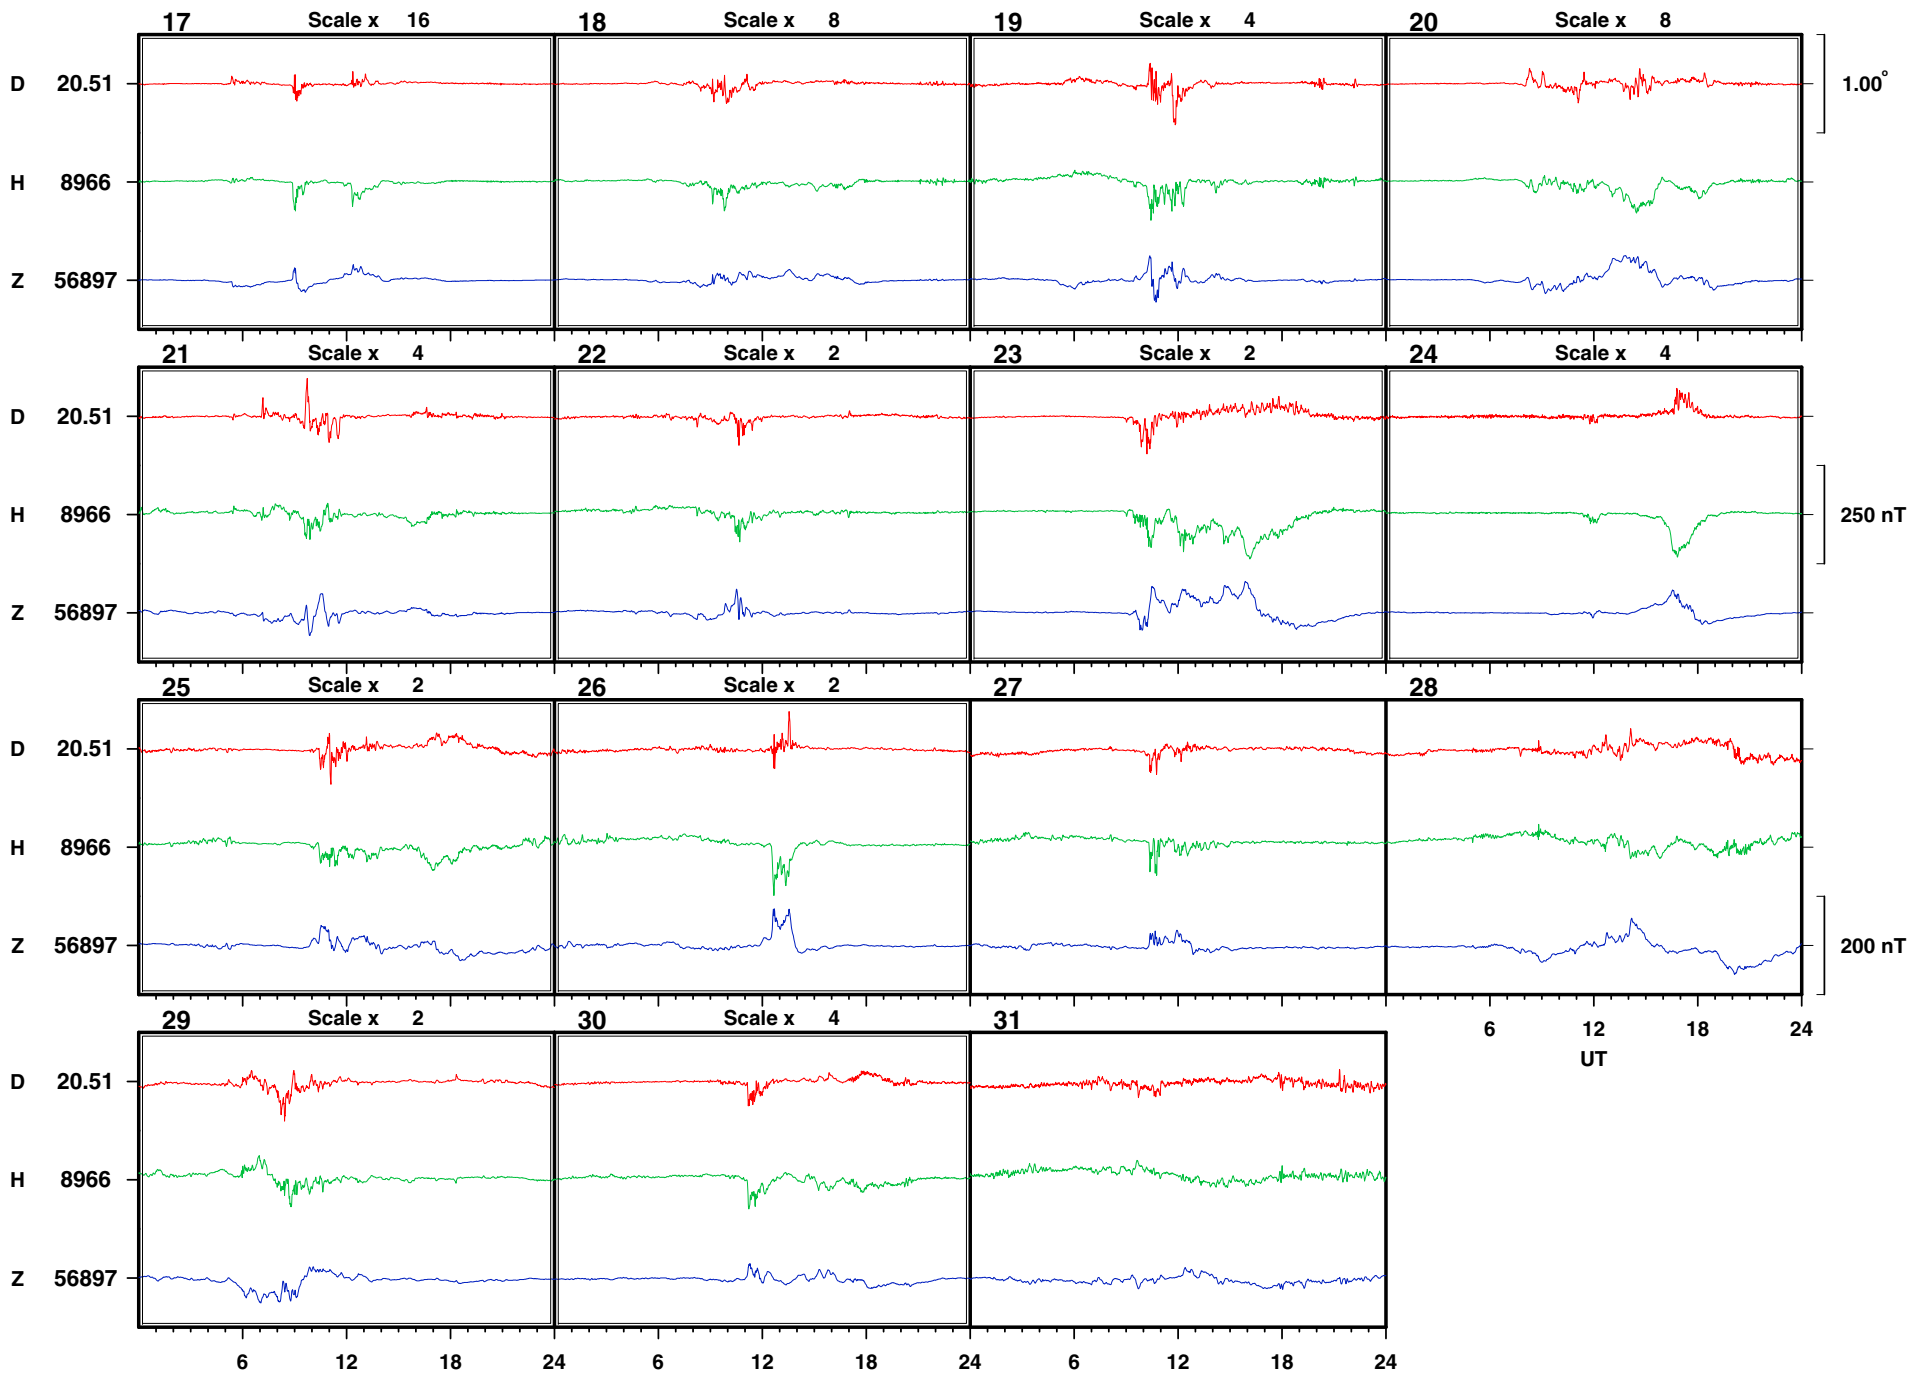 17 Scale x 16 18 Scale x 8 19 Scale x 4 20 Scale x 8
D 20.51 1.00°
H 8966
Z 56897
21 Scale x 4 22 Scale x 2 23 Scale x 2 24 Scale x 4
D 20.51
H 8966 250 nT
Z 56897
25 Scale x 2 26 Scale x 2 27 28
D 20.51
H 8966
Z 56897 200 nT
29 Scale x 2 30 Scale x 4 31
6 12 18 24
UT
D 20.51
H 8966
Z 56897
6 12 18 24 6 12 18 24 6 12 18 24